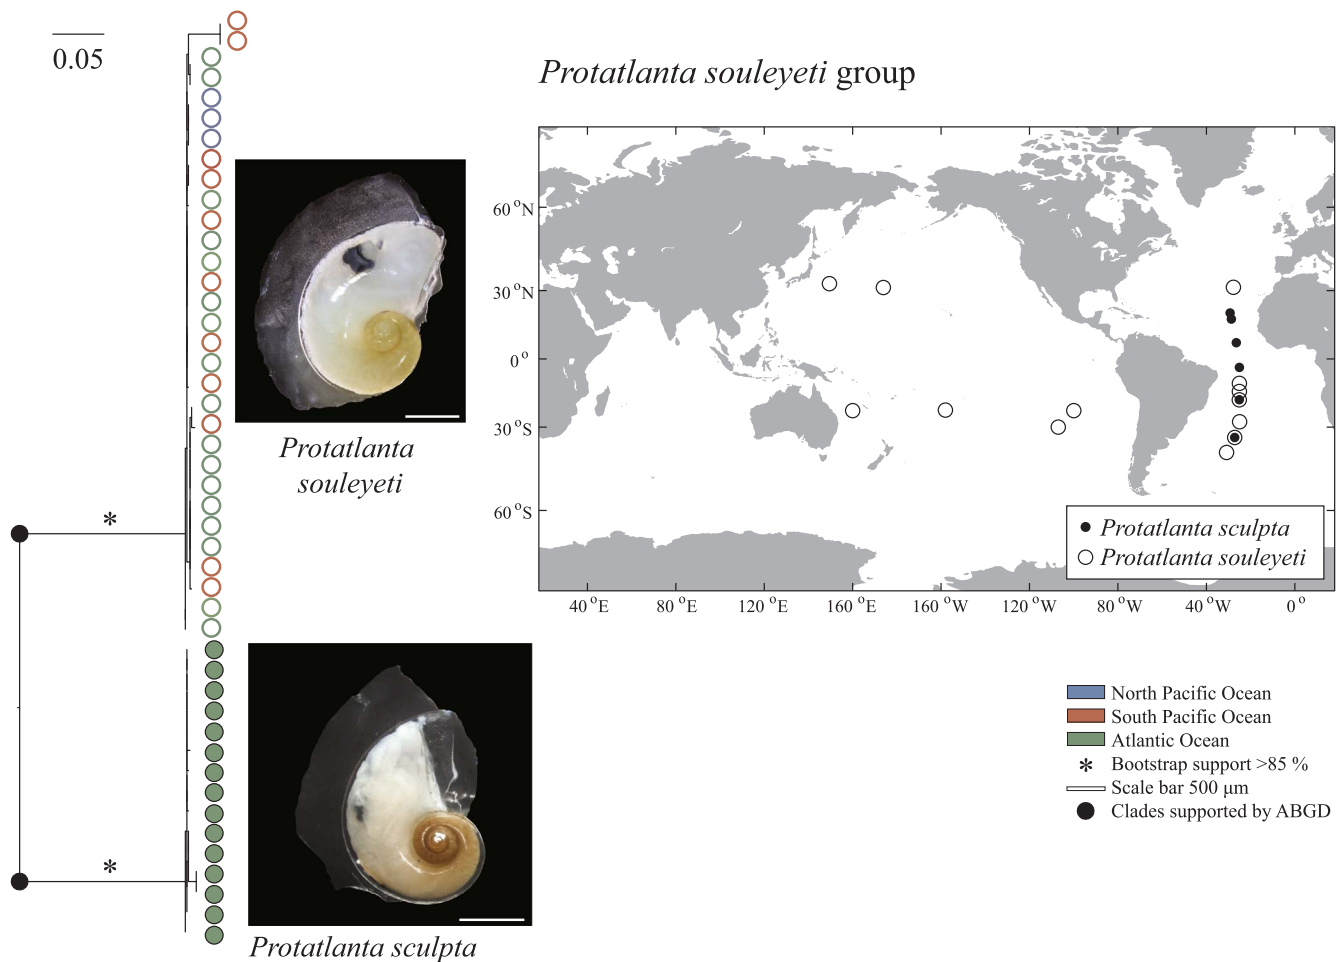 0.05
Protatlanta souleyeti group
60 °N
30 °N
0 °
30 °S
60 °S
40 °E
80 °E
120 °E
160 °E
160 °W
120 °W
80 °W
40 °W
0 °
Protatlanta sculpta
Protatlanta souleyeti
Protatlanta
souleyeti
*
*
Protatlanta sculpta
North Pacific Ocean
South Pacific Ocean
Atlantic Ocean
* Bootstrap support >85 %
Scale bar 500 μm
Clades supported by ABGD